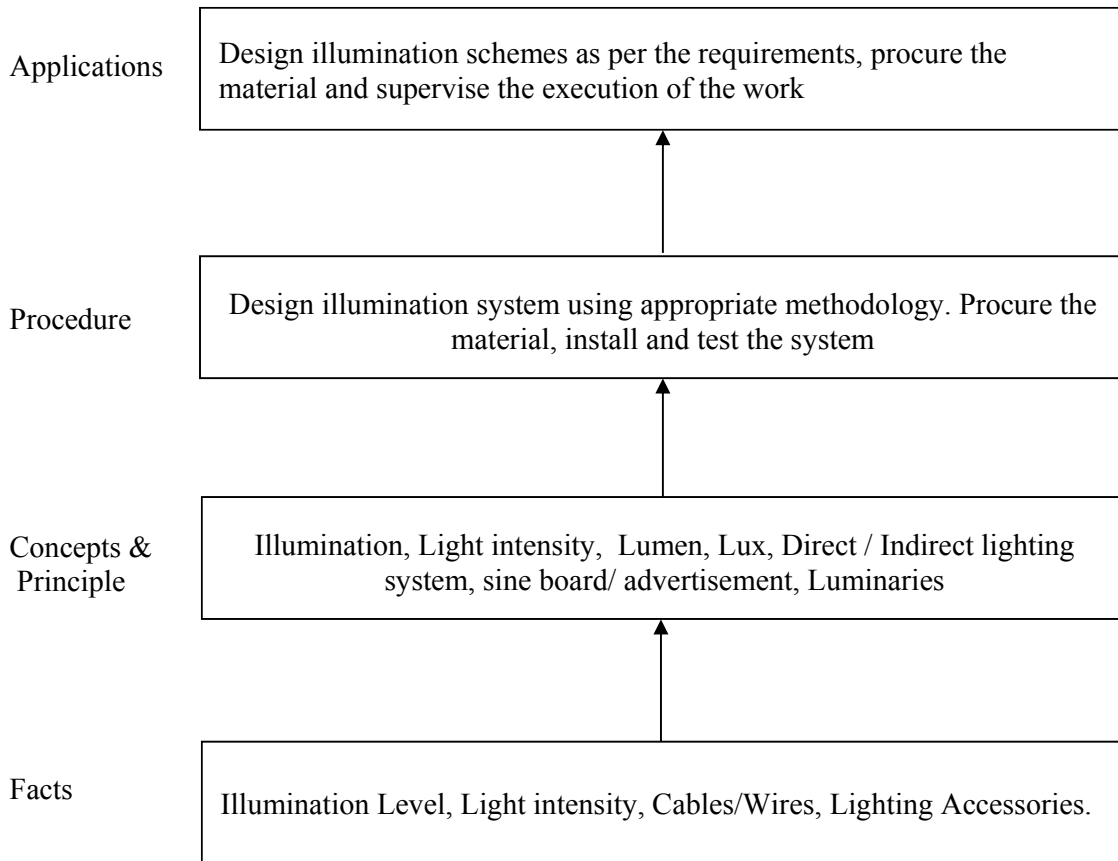 Applications
Design illumination schemes as per the requirements, procure the
material and supervise the execution of the work
Procedure
Design illumination system using appropriate methodology. Procure the
material, install and test the system
Concepts &
Principle
Illumination, Light intensity, Lumen, Lux, Direct / Indirect lighting
system, sine board/ advertisement, Luminaries
Facts
Illumination Level, Light intensity, Cables/Wires, Lighting Accessories.